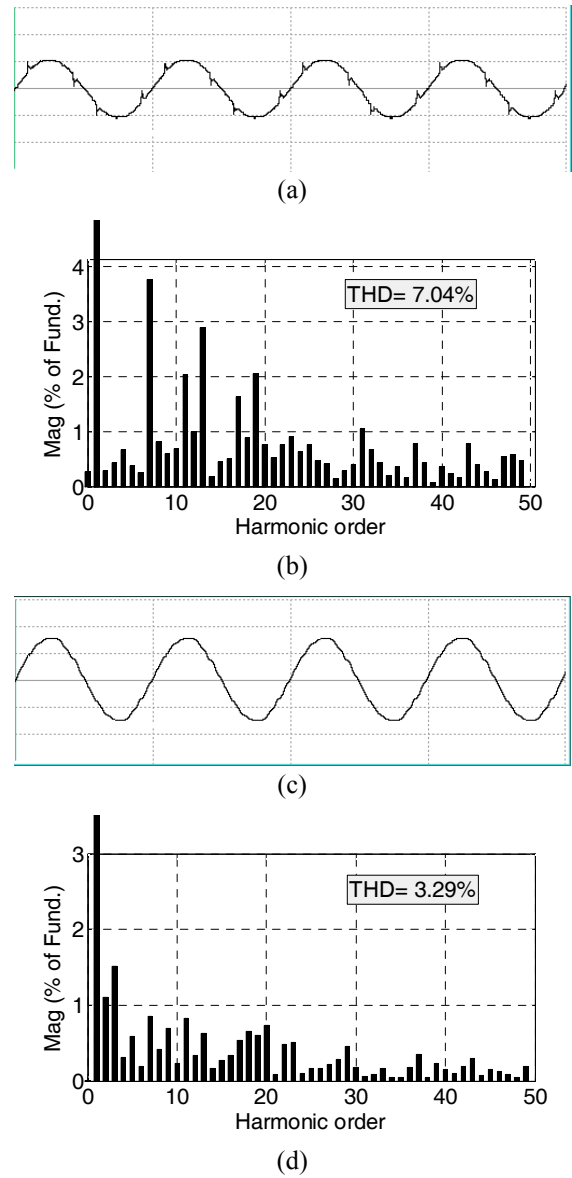 (a)
4
3
2
1
0
Mag (% of Fund.)
THD= 7.04%
0 10 20 30 40 50
Harmonic order
(b)
(c)
3
2
1
0
Mag (% of Fund.)
THD= 3.29%
0 10 20 30 40 50
Harmonic order
(d)